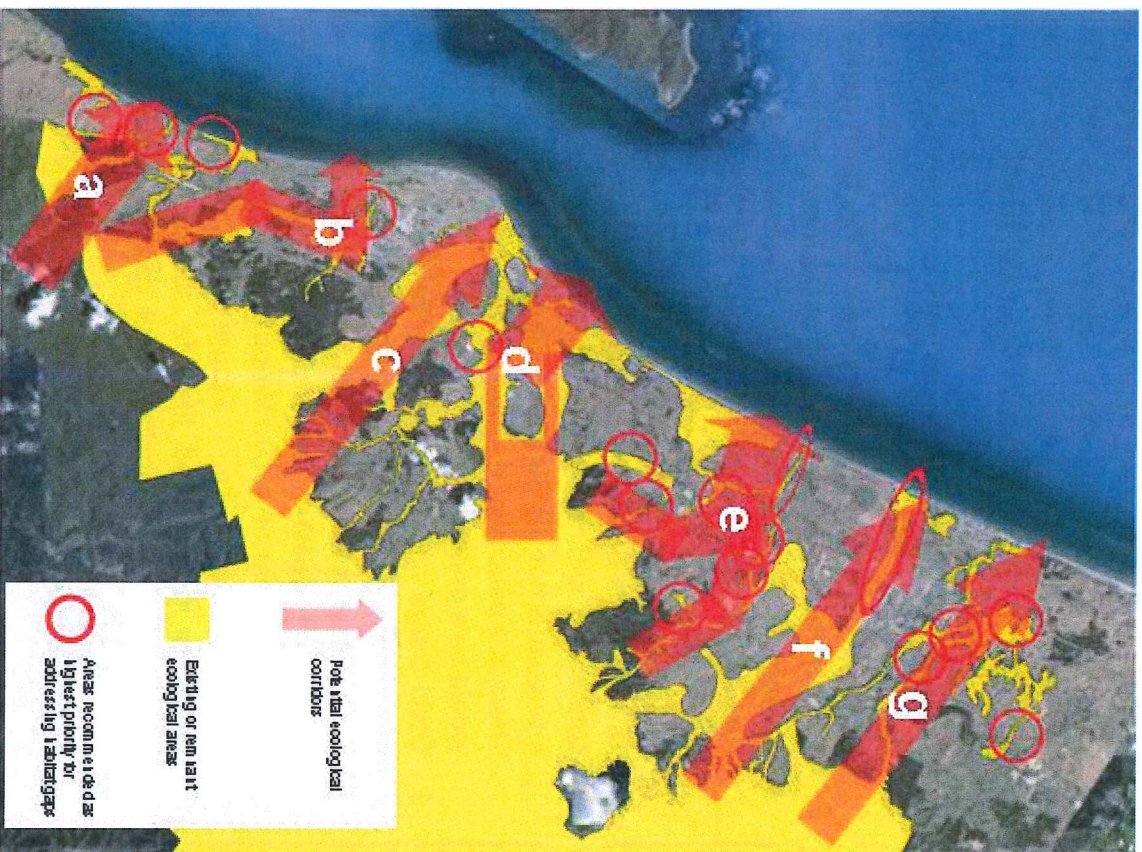 a
b
c
d
e
f
g
Potential ecological
corridors
Existing or remnant
ecological areas
Areas recommended as
highest priority for
addressing habitat gaps